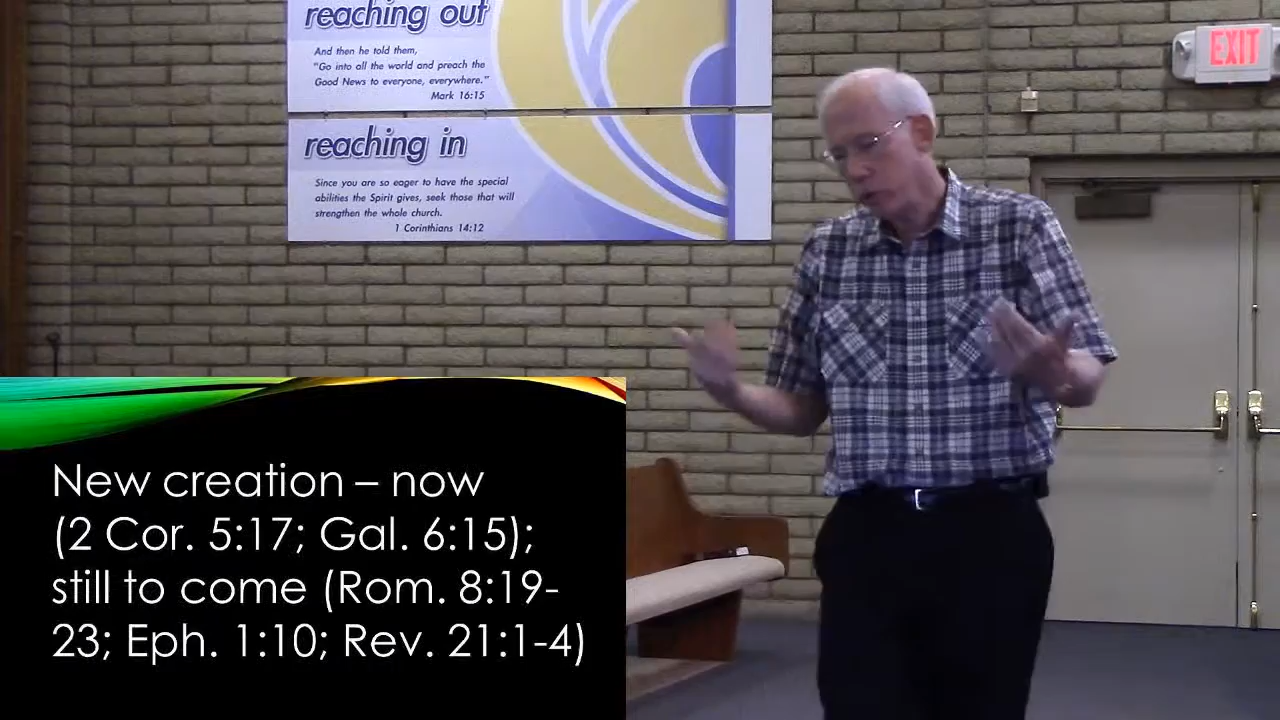 reaching out
And then he told them,
"Go into all the world and preach the
Good News to everyone, everywhere."
Mark 16:15
reaching in
Since you are so eager to have the special
abilities the Spirit gives, seek those that will
strengthen the whole church.
1 Corinthians 14:12
EXIT
New creation – now
(2 Cor. 5:17; Gal. 6:15);
still to come (Rom. 8:19-
23; Eph. 1:10; Rev. 21:1-4)